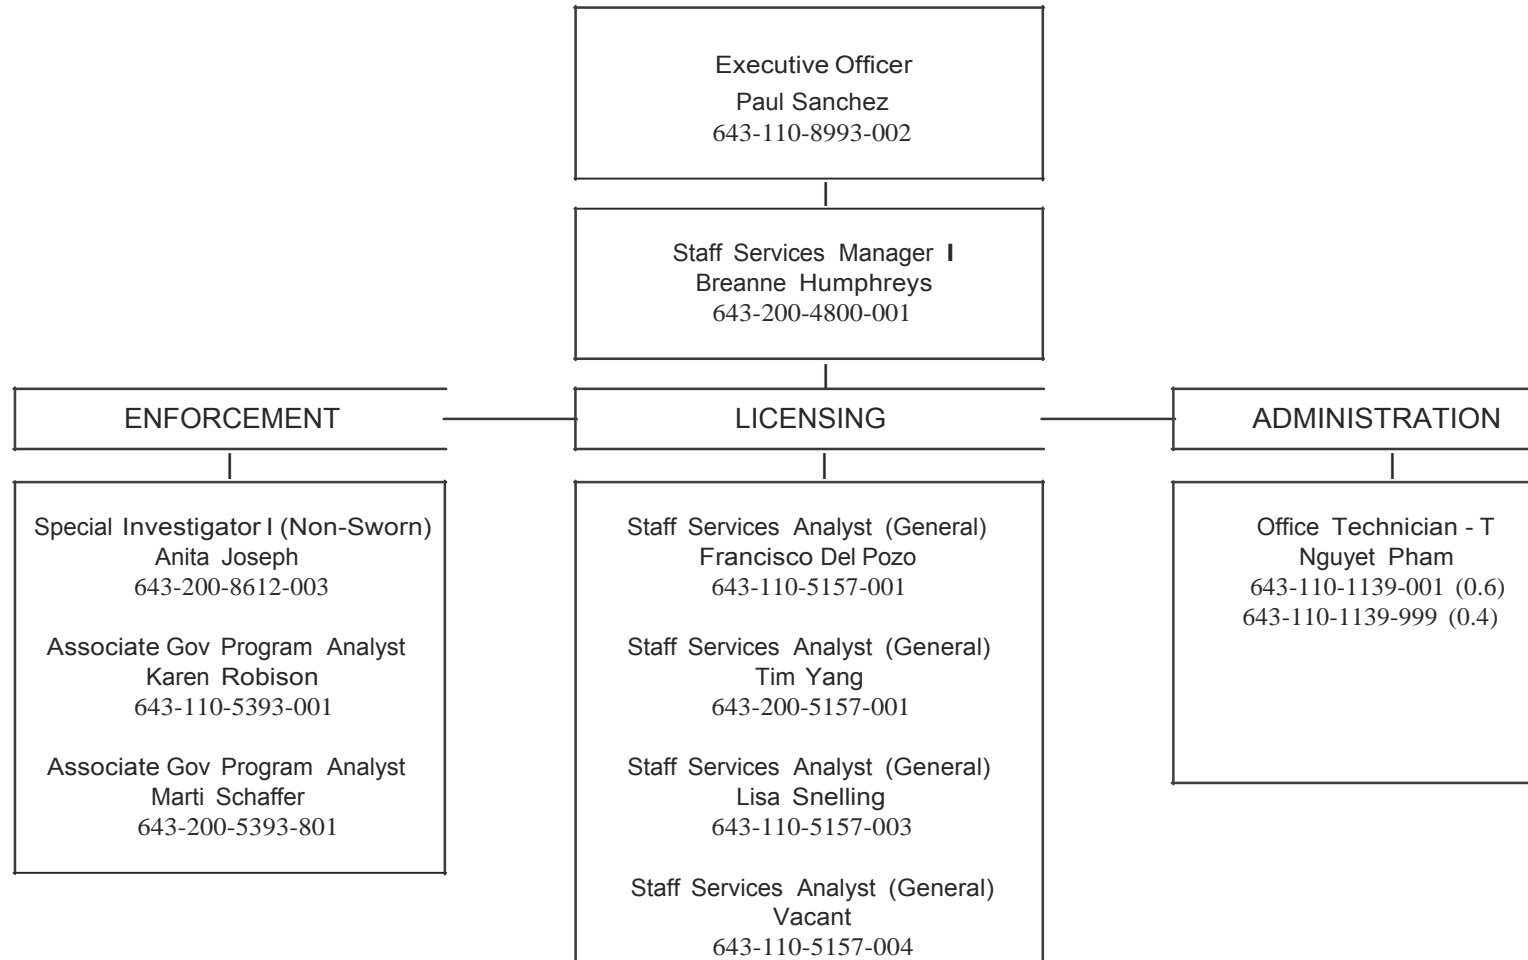 Executive Officer
Paul Sanchez
643-110-8993-002
Staff Services Manager I
Breanne Humphreys
643-200-4800-001
ENFORCEMENT
LICENSING
ADMINISTRATION
Special Investigator I (Non-Sworn)
Anita Joseph
643-200-8612-003
Associate Gov Program Analyst
Karen Robison
643-110-5393-001
Associate Gov Program Analyst
Marti Schaffer
643-200-5393-801
Staff Services Analyst (General)
Francisco Del Pozo
643-110-5157-001
Staff Services Analyst (General)
Tim Yang
643-200-5157-001
Staff Services Analyst (General)
Lisa Snelling
643-110-5157-003
Staff Services Analyst (General)
Vacant
643-110-5157-004
Office Technician - T
Nguyet Pham
643-110-1139-001 (0.6)
643-110-1139-999 (0.4)